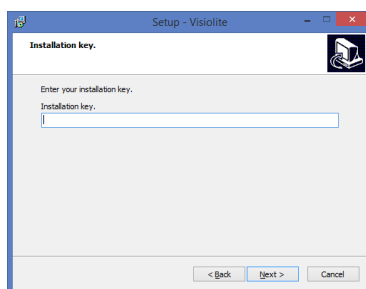 Setup - Visiolite
Installation key.
Enter your installation key.
Installation key.
< Back
Next >
Cancel